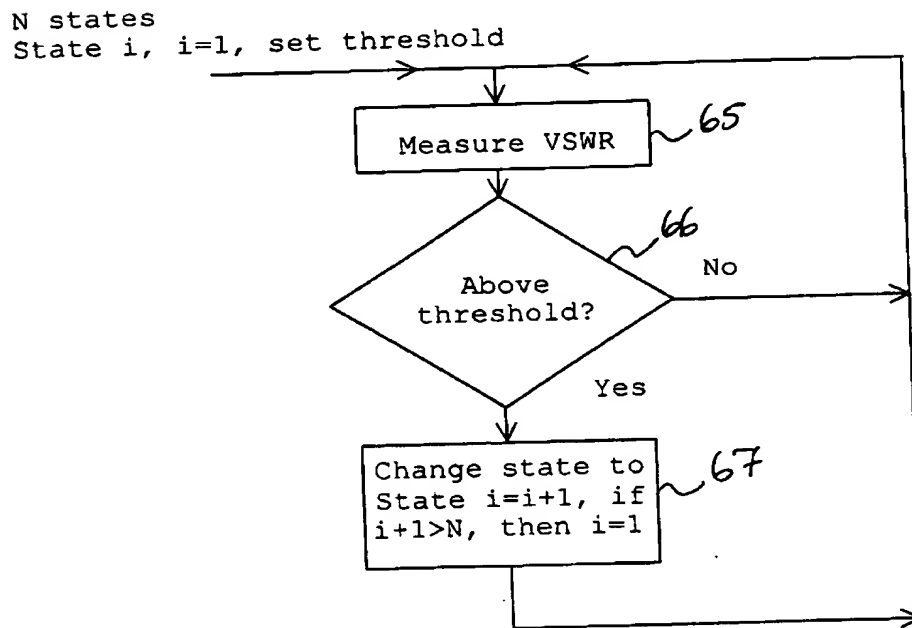 N states
State i, i=1, set threshold
Measure VSWR
65
66
Above
threshold?
No
Yes
Change state to
State i=i+1, if
i+1>N, then i=1
67